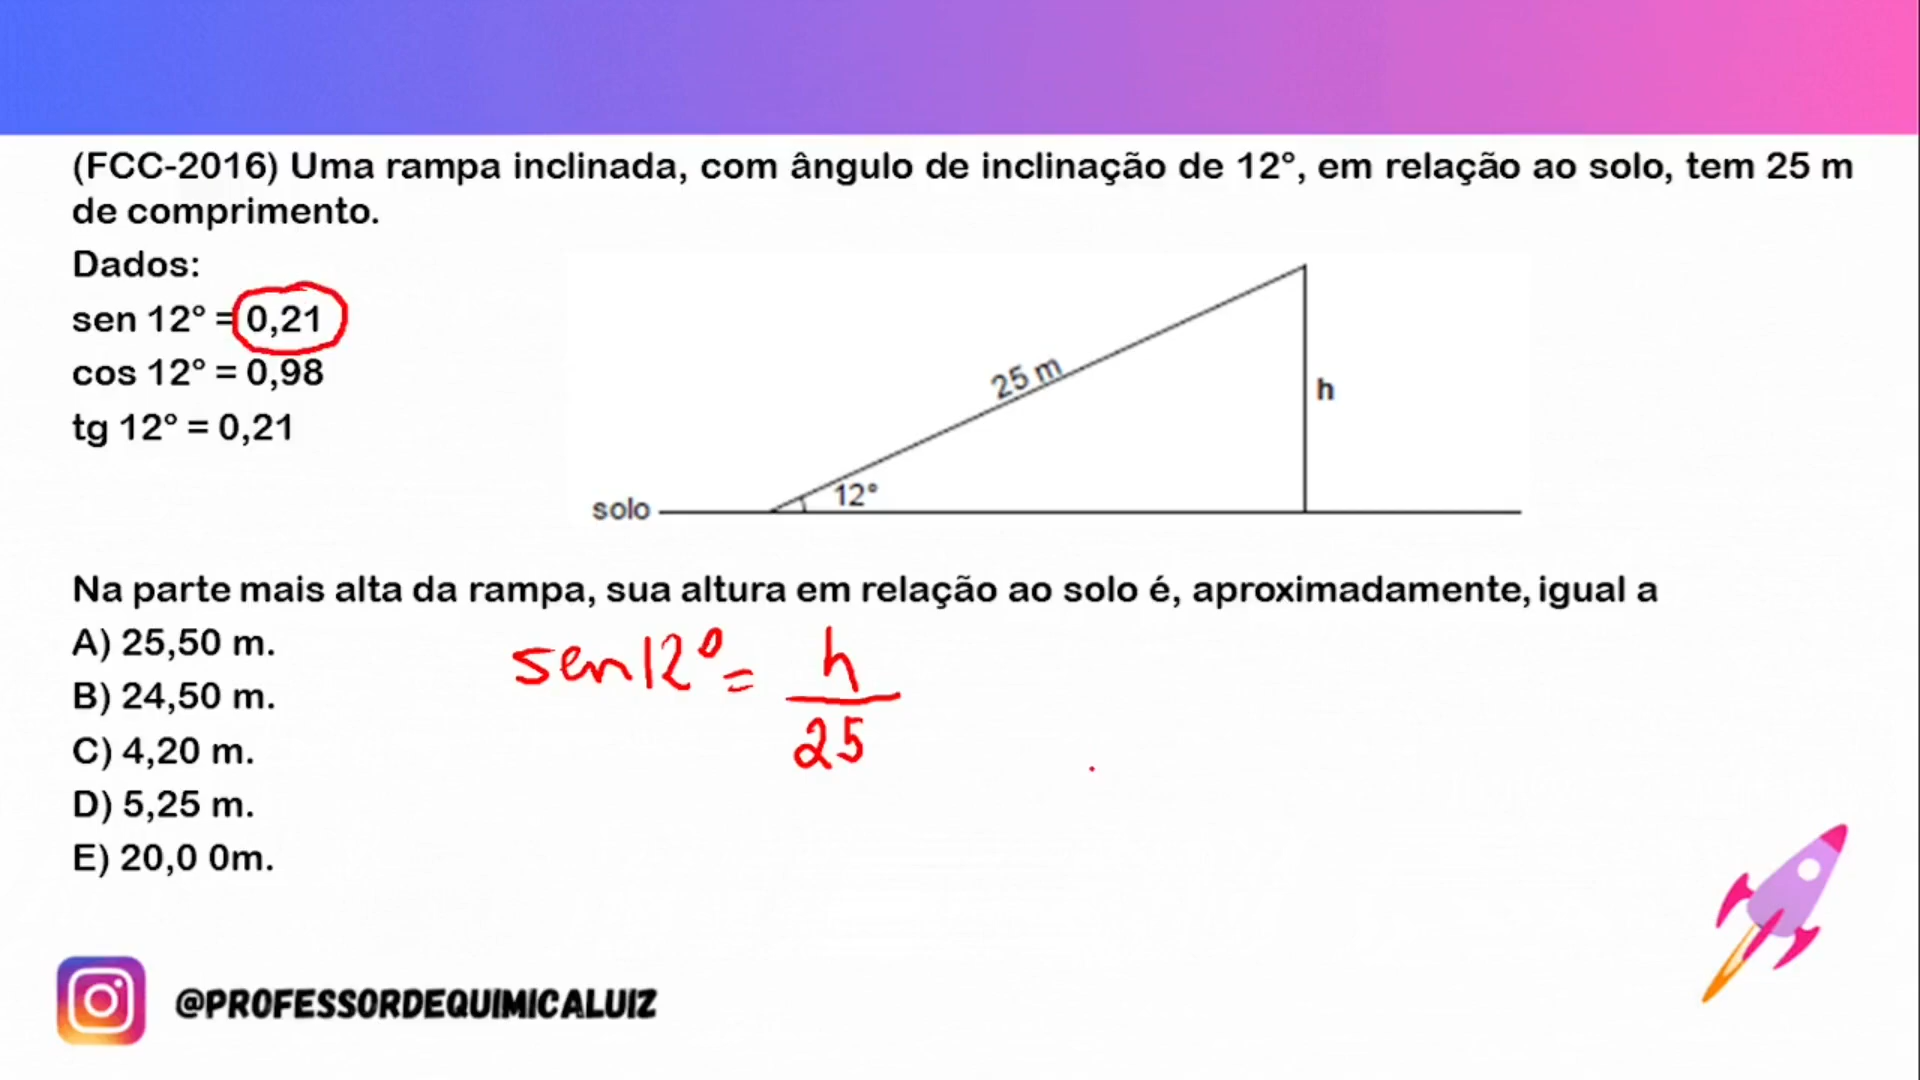 (FCC-2016) Uma rampa inclinada, com ângulo de inclinação de 12°, em relação ao solo, tem 25 m
de comprimento.
Dados:
sen 12° = 0,21
cos 12° = 0,98
tg 12° = 0,21
25 m
h
12°
solo
Na parte mais alta da rampa, sua altura em relação ao solo é, aproximadamente, igual a
A) 25,50 m.
B) 24,50 m.
C) 4,20 m.
D) 5,25 m.
E) 20,0 0m.
sen 12° = h
25
@PROFESSORDEQUIMICALUIZ